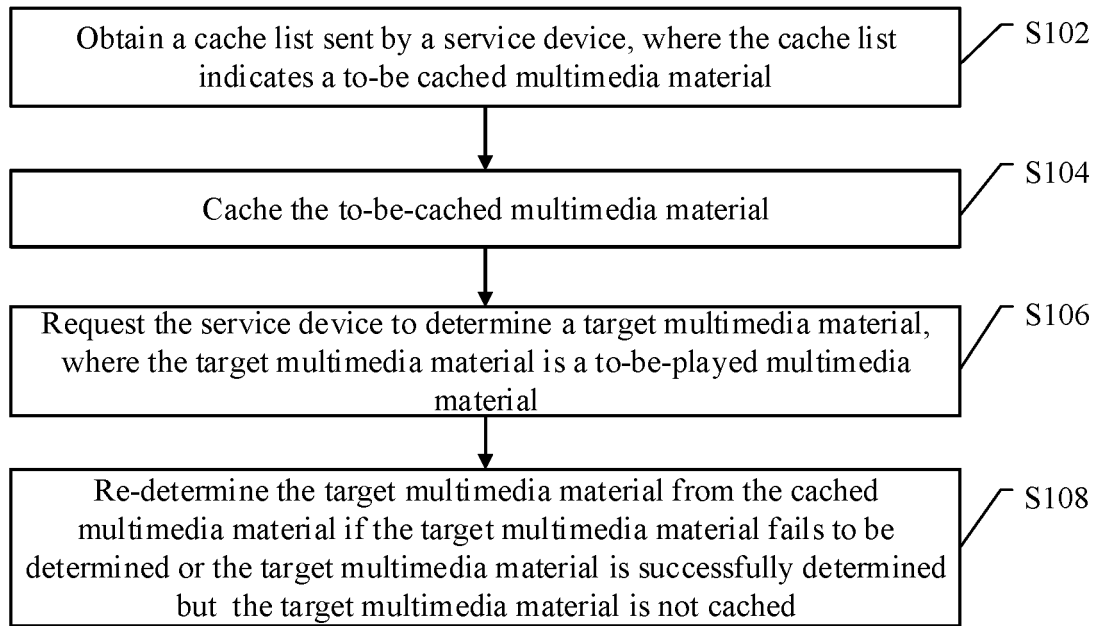 Obtain a cache list sent by a service device, where the cache list
indicates a to-be cached multimedia material
S102
Cache the to-be-cached multimedia material
S104
Request the service device to determine a target multimedia material,
where the target multimedia material is a to-be-played multimedia
material
S106
Re-determine the target multimedia material from the cached
multimedia material if the target multimedia material fails to be
determined or the target multimedia material is successfully determined
but the target multimedia material is not cached
S108